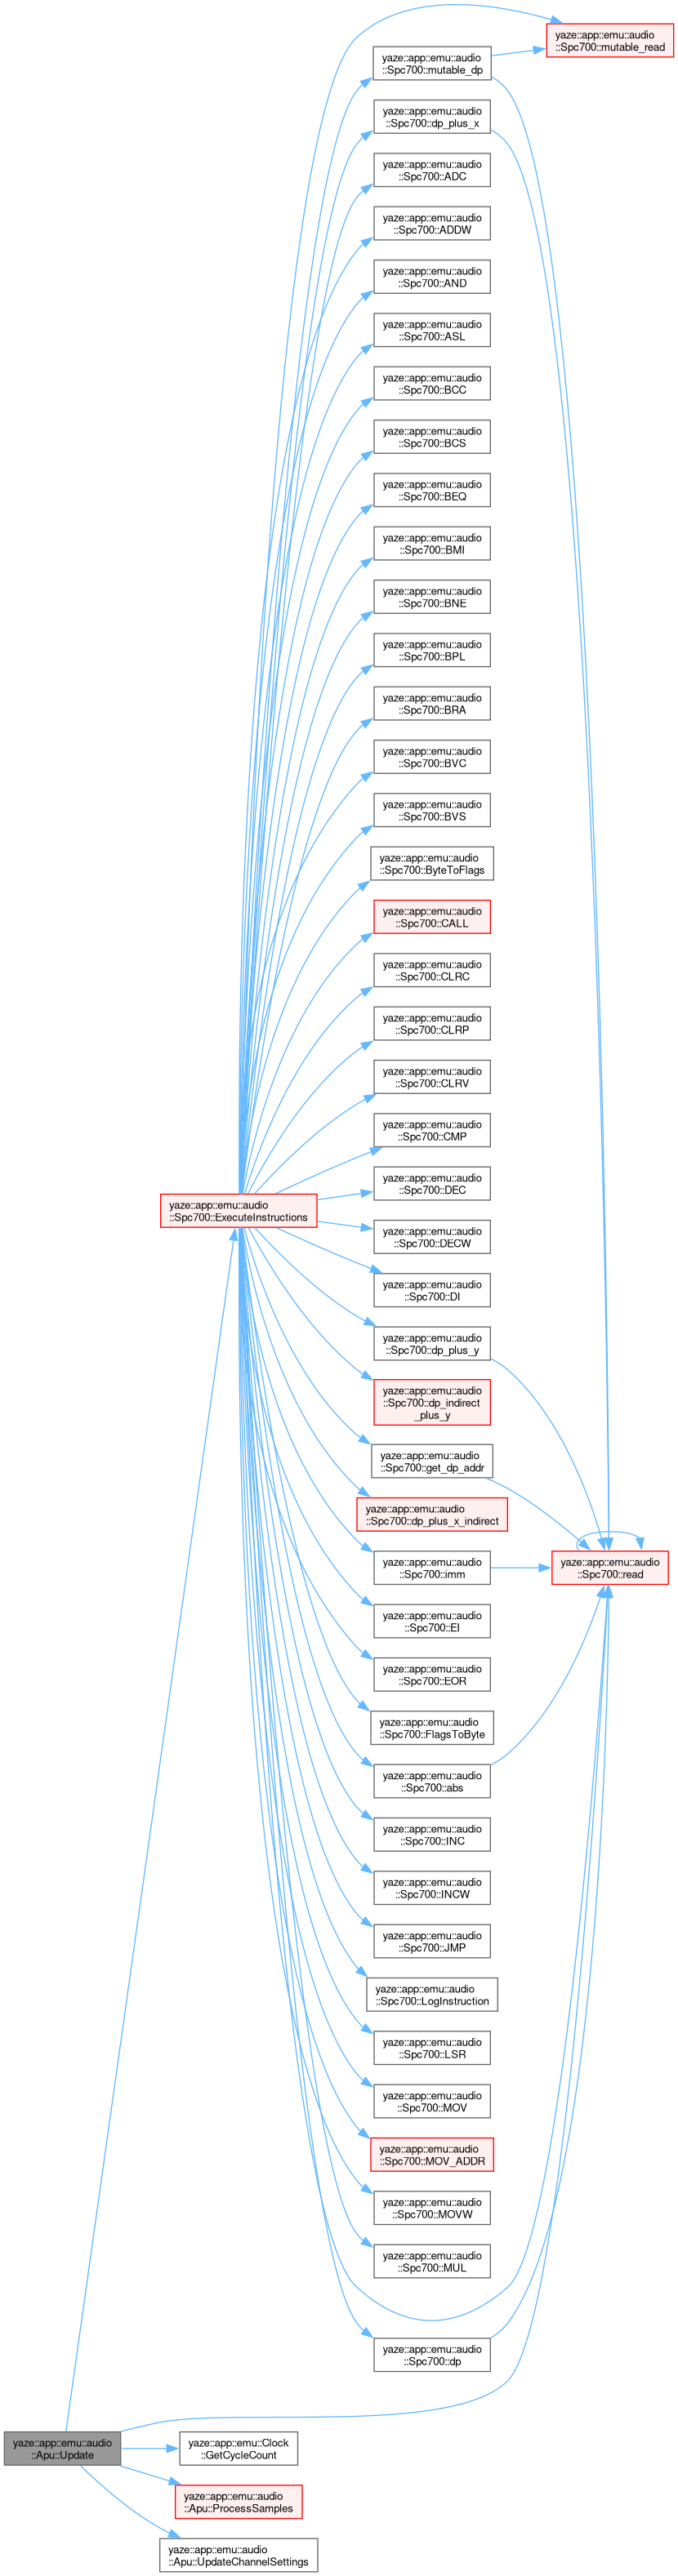 yaze::app::emu::audio
::Spc700::mutable_read
yaze::app::emu::audio
::Spc700::mutable_dp
yaze::app::emu::audio
::Spc700::dp_plus_x
yaze::app::emu::audio
::Spc700::ADC
yaze::app::emu::audio
::Spc700::ADDW
yaze::app::emu::audio
::Spc700::AND
yaze::app::emu::audio
::Spc700::ASL
yaze::app::emu::audio
::Spc700::BCC
yaze::app::emu::audio
::Spc700::BCS
yaze::app::emu::audio
::Spc700::BEQ
yaze::app::emu::audio
::Spc700::BMI
yaze::app::emu::audio
::Spc700::BNE
yaze::app::emu::audio
::Spc700::BPL
yaze::app::emu::audio
::Spc700::BRA
yaze::app::emu::audio
::Spc700::BVC
yaze::app::emu::audio
::Spc700::BVS
yaze::app::emu::audio
::Spc700::ByteToFlags
yaze::app::emu::audio
::Spc700::CALL
yaze::app::emu::audio
::Spc700::CLRC
yaze::app::emu::audio
::Spc700::CLRP
yaze::app::emu::audio
::Spc700::CLRV
yaze::app::emu::audio
::Spc700::CMP
yaze::app::emu::audio
::Spc700::DEC
yaze::app::emu::audio
::Spc700::ExecuteInstructions
yaze::app::emu::audio
::Spc700::DECW
yaze::app::emu::audio
::Spc700::DI
yaze::app::emu::audio
::Spc700::dp_plus_y
yaze::app::emu::audio
::Spc700::dp_indirect
_plus_y
yaze::app::emu::audio
::Spc700::get_dp_addr
yaze::app::emu::audio
::Spc700::dp_plus_x_indirect
yaze::app::emu::audio
::Spc700::imm
yaze::app::emu::audio
::Spc700::read
yaze::app::emu::audio
::Spc700::EI
yaze::app::emu::audio
::Spc700::EOR
yaze::app::emu::audio
::Spc700::FlagsToByte
yaze::app::emu::audio
::Spc700::abs
yaze::app::emu::audio
::Spc700::INC
yaze::app::emu::audio
::Spc700::INCW
yaze::app::emu::audio
::Spc700::JMP
yaze::app::emu::audio
::Spc700::LogInstruction
yaze::app::emu::audio
::Spc700::LSR
yaze::app::emu::audio
::Spc700::MOV
yaze::app::emu::audio
::Spc700::MOV_ADDR
yaze::app::emu::audio
::Spc700::MOVW
yaze::app::emu::audio
::Spc700::MUL
yaze::app::emu::audio
::Spc700::dp
yaze::app::emu::audio
::Apu::Update
yaze::app::emu::Clock
::GetCycleCount
yaze::app::emu::audio
::Apu::ProcessSamples
yaze::app::emu::audio
::Apu::UpdateChannelSettings